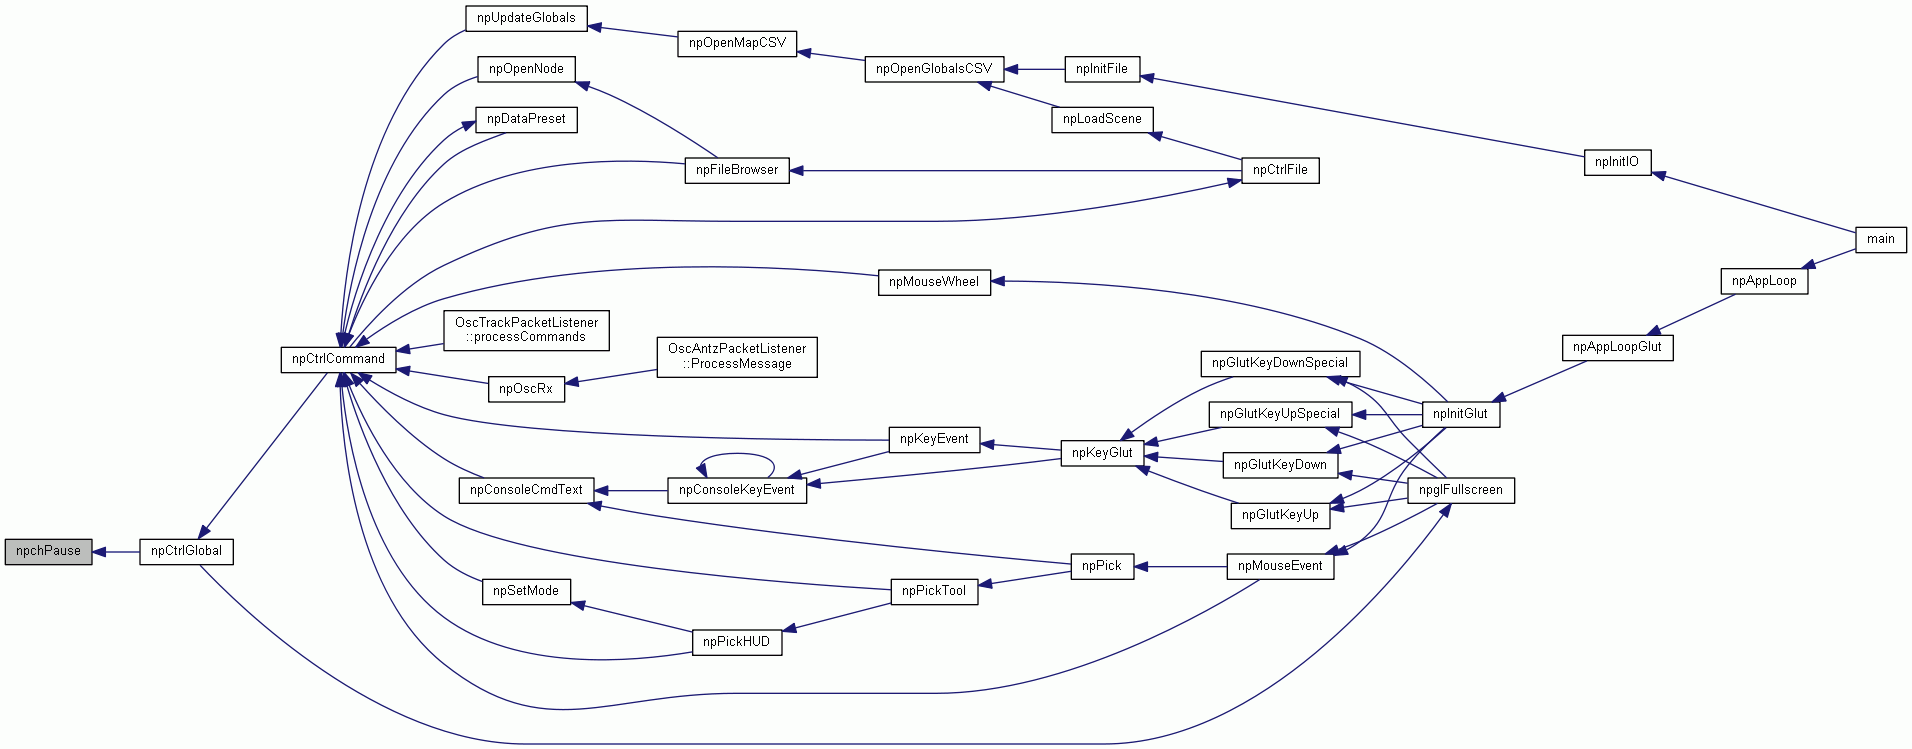 npUpdateGlobals
npOpenMapCSV
npOpenNode
npOpenGlobalsCSV
npInitFile
npDataPreset
npLoadScene
npFileBrowser
npCtrlFile
npInitIO
main
npMouseWheel
npAppLoop
OscTrackPacketListener
::processCommands
npCtrlCommand
OscAntzPacketListener
::ProcessMessage
npAppLoopGlut
npOscRx
npGlutKeyDownSpecial
npGlutKeyUpSpecial
npInitGlut
npKeyEvent
npKeyGlut
npGlutKeyDown
npConsoleCmdText
npConsoleKeyEvent
npglFullscreen
npGlutKeyUp
npchPause
npCtrlGlobal
npPick
npMouseEvent
npSetMode
npPickTool
npPickHUD